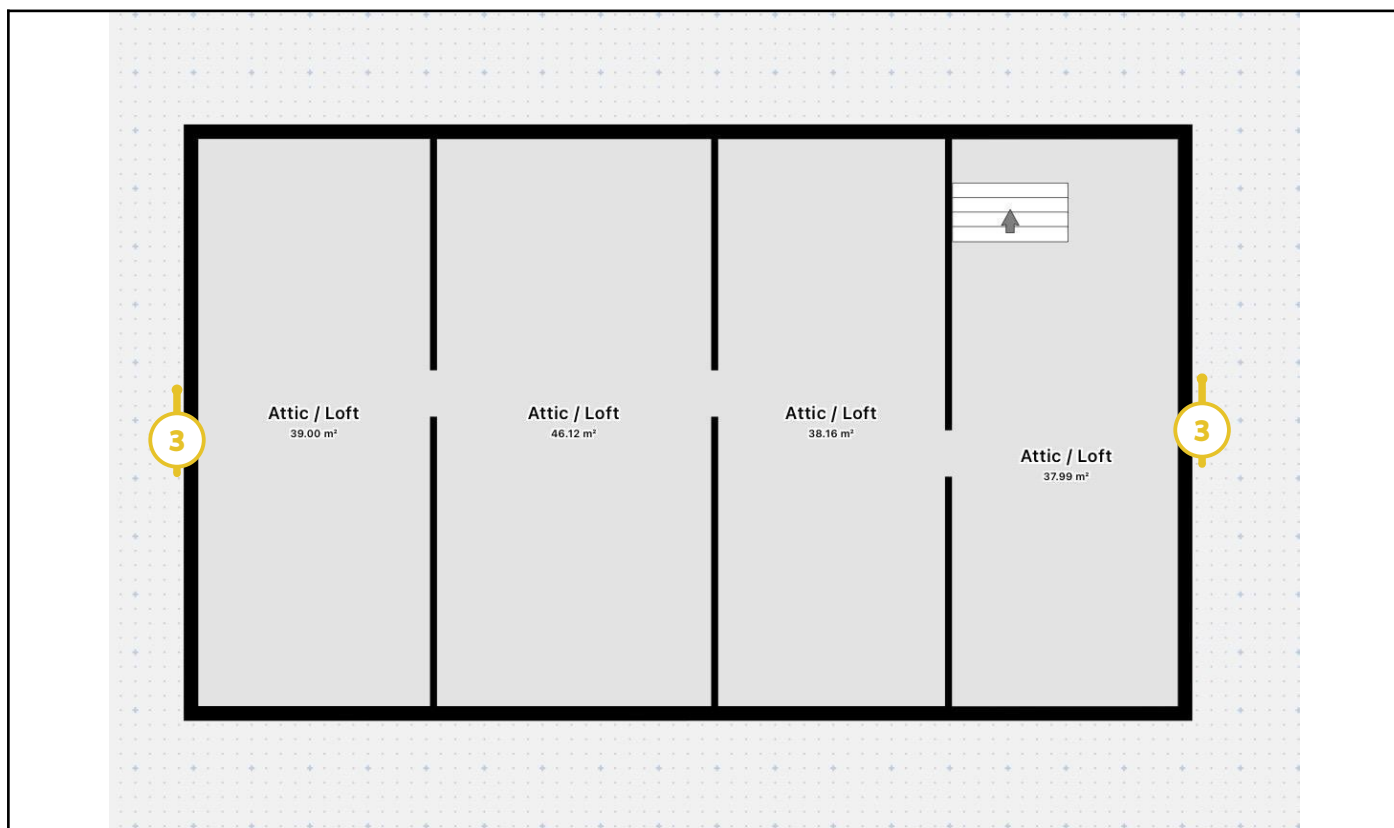 Attic / Loft
39.00 m²
Attic / Loft
46.12 m²
Attic / Loft
38.16 m²
Attic / Loft
37.99 m²
3
3